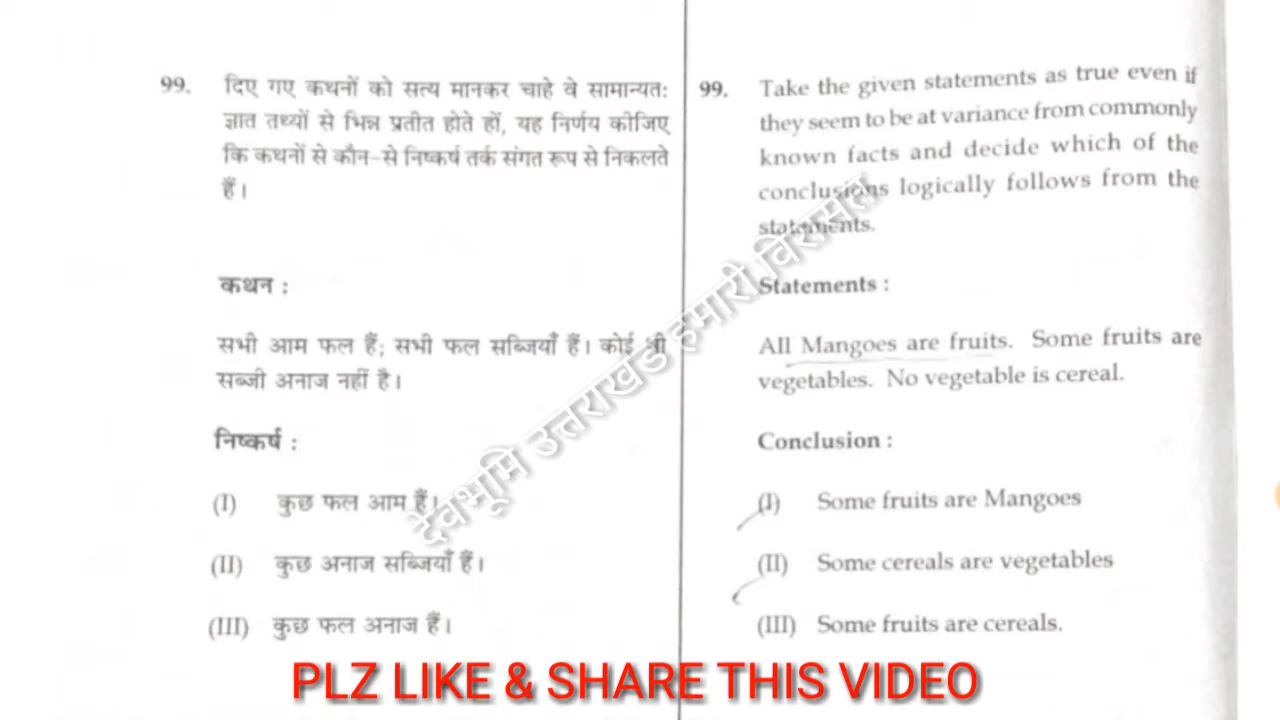 99. दिए गए कथनों को सत्य मानकर चाहे वे सामान्यतः
ज्ञात तथ्यों से भिन्न प्रतीत होते हों, यह निर्णय कीजिए
कि कथनों से कौन-से निष्कर्ष तर्क संगत रूप से निकलते
हैं।
कथन :
सभी आम फल हैं; सभी फल सब्जियाँ हैं। कोई भी
सब्जी अनाज नहीं है।
निष्कर्ष :
(I) कुछ फल आम हैं।
(II) कुछ अनाज सब्जियाँ हैं।
(III) कुछ फल अनाज हैं।
99. Take the given statements as true even if
they seem to be at variance from commonly
known facts and decide which of the
conclusions logically follows from the
statements.
Statements :
All Mangoes are fruits. Some fruits are
vegetables. No vegetable is cereal.
Conclusion :
(I) Some fruits are Mangoes
(II) Some cereals are vegetables
(III) Some fruits are cereals.
देवभूमि उत्तराखंड हमारी विरासत
PLZ LIKE & SHARE THIS VIDEO